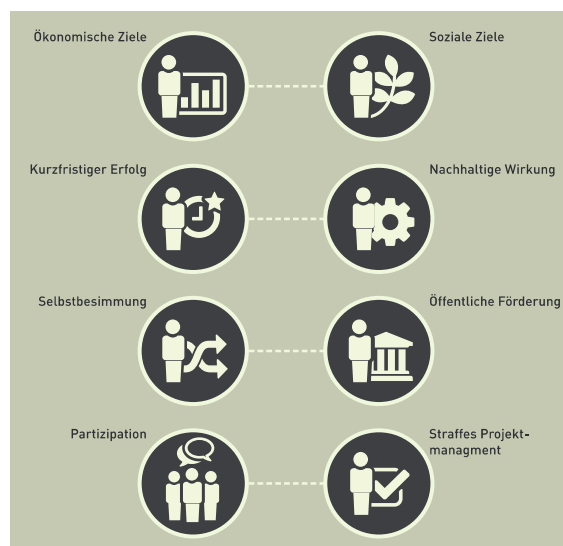 Ökonomische Ziele
Soziale Ziele
Kurzfristiger Erfolg
Nachhaltige Wirkung
Selbstbesimmung
Öffentliche Förderung
Partizipation
Straffes Projekt-
managment